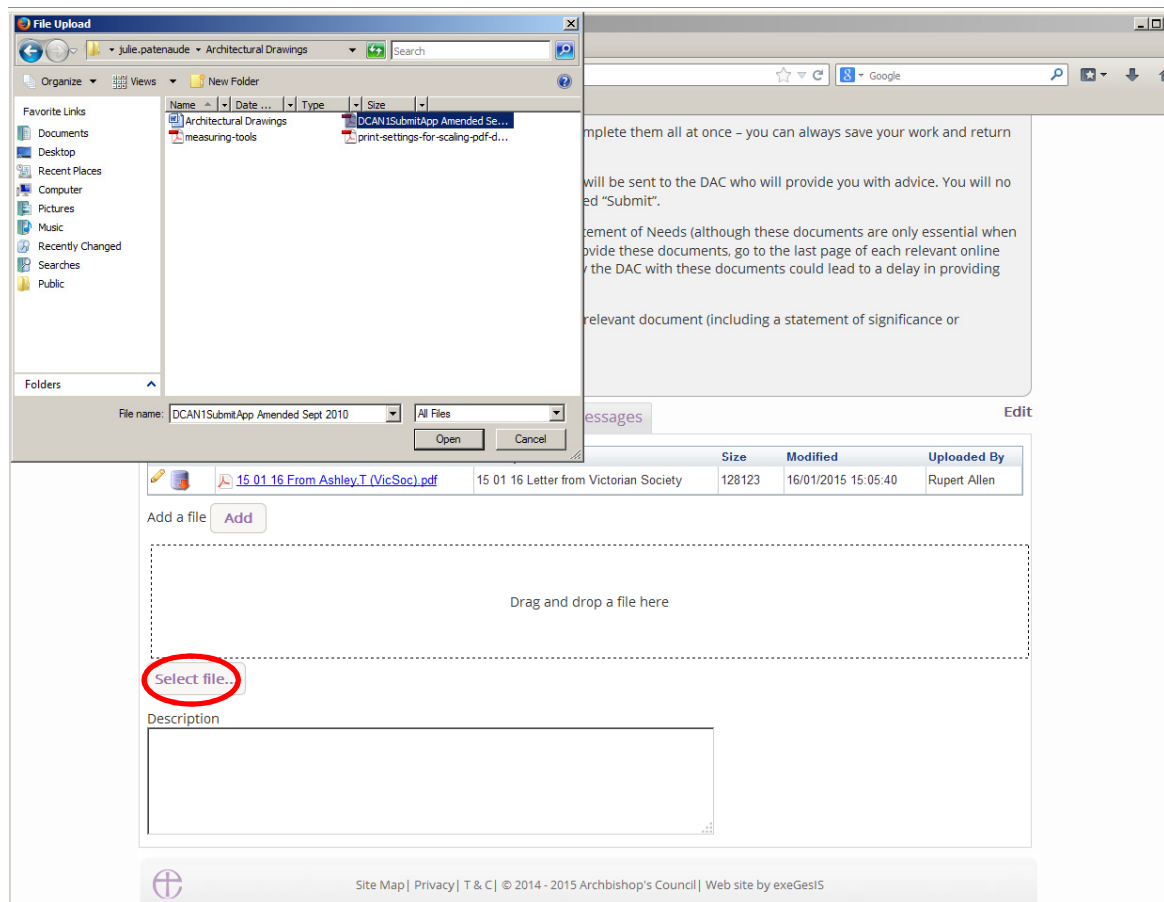 File Upload
julie.patenaude Architectural Drawings Search
Organize Views New Folder
Favorite Links
Documents
Desktop
Recent Places
Computer
Pictures
Music
Recently Changed
Searches
Public
Folders
Name Date ... Type Size
Architectural Drawings DCAN1SubmitApp Amended Se...
measuring-tools print-settings-for-scaling-pdf-d...
File name: DCAN1SubmitApp Amended Sept 2010 All Files
Open Cancel
Google
mplete them all at once – you can always save your work and return
will be sent to the DAC who will provide you with advice. You will no
ed “Submit”.
tement of Needs (although these documents are only essential when
ovide these documents, go to the last page of each relevant online
the DAC with these documents could lead to a delay in providing
relevant document (including a statement of significance or
essages Edit
Size Modified Uploaded By
15 01 16 From Ashley.T (VicSoc).pdf 15 01 16 Letter from Victorian Society 128123 16/01/2015 15:05:40 Rupert Allen
Add a file Add
Drag and drop a file here
Select file...
Description
Site Map| Privacy| T & C| © 2014 - 2015 Archbishop's Council| Web site by exeGesIS